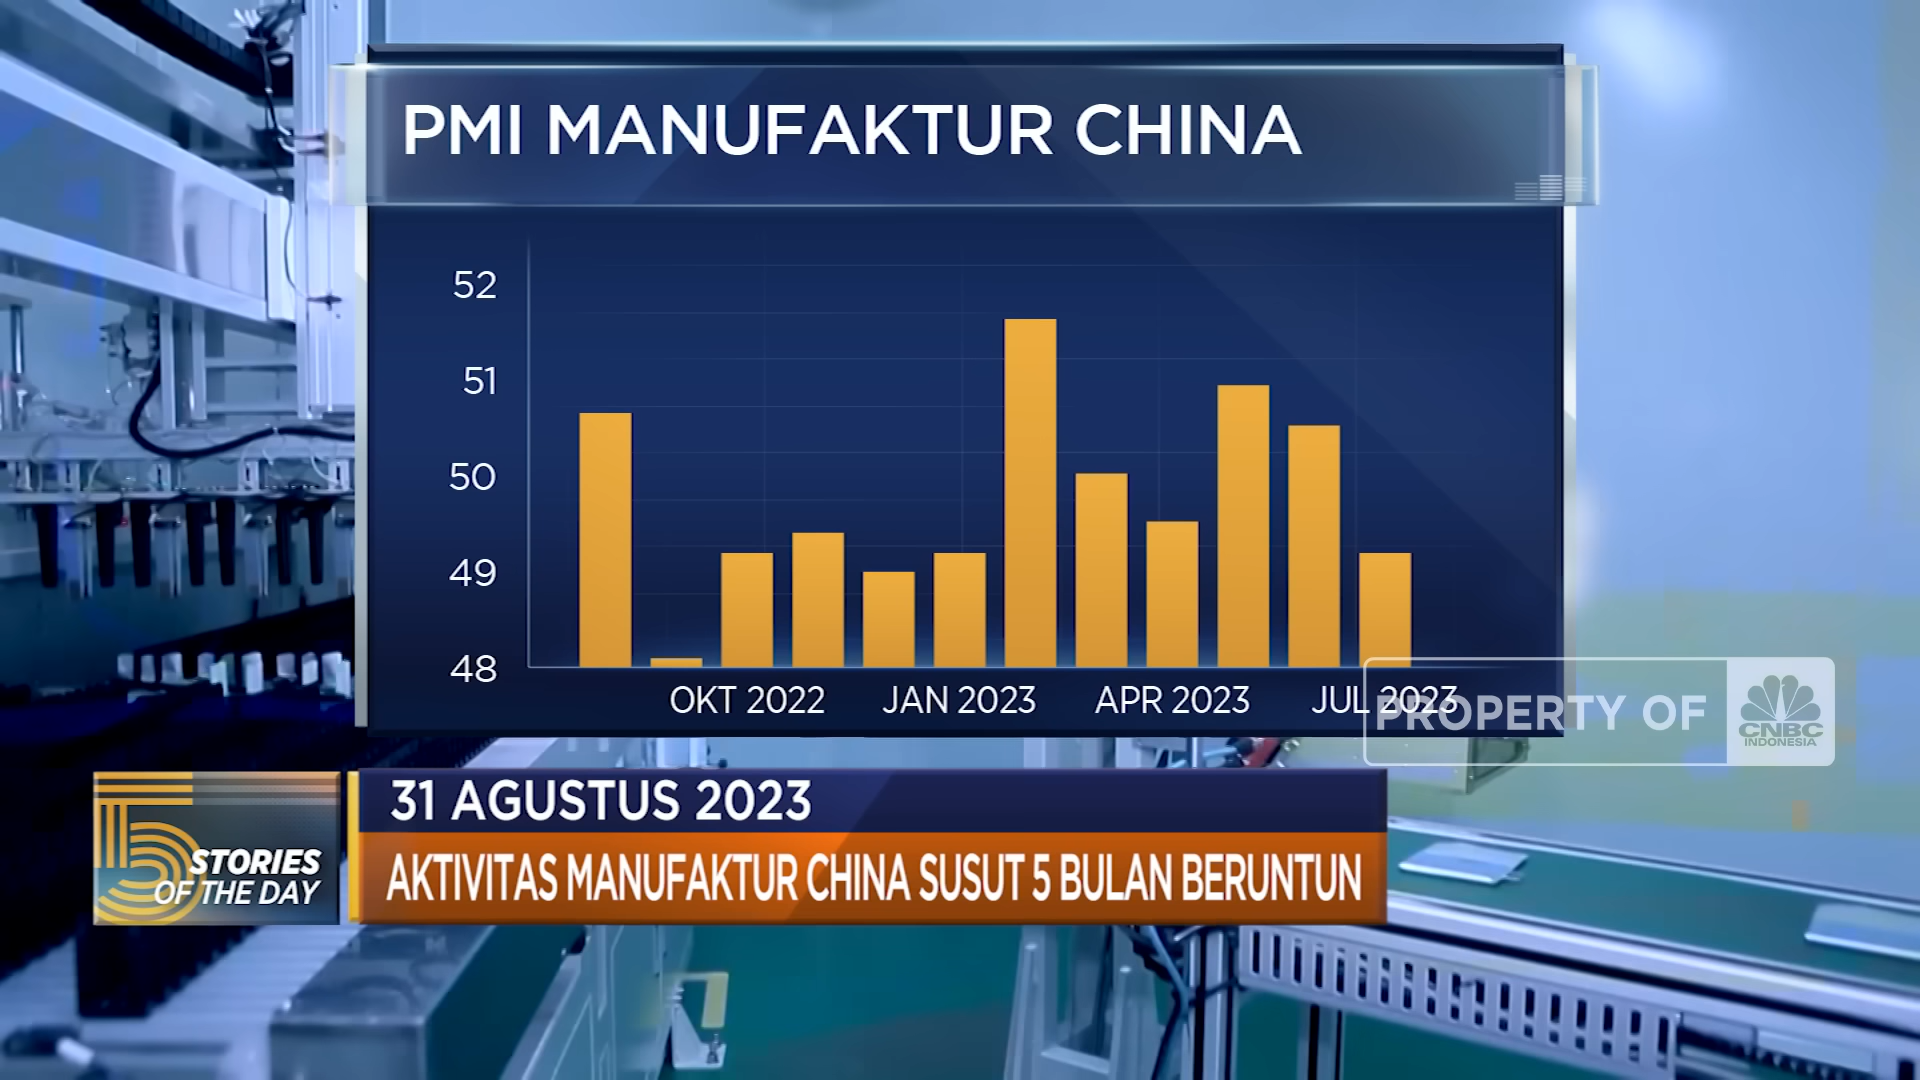 PMI MANUFAKTUR CHINA
52
51
50
49
48
OKT 2022 JAN 2023 APR 2023 JUL 2023
PROPERTY OF
CNBC
INDONESIA
31 AGUSTUS 2023
5 STORIES
OF THE DAY
AKTIVITAS MANUFAKTUR CHINA SUSUT 5 BULAN BERUNTUN